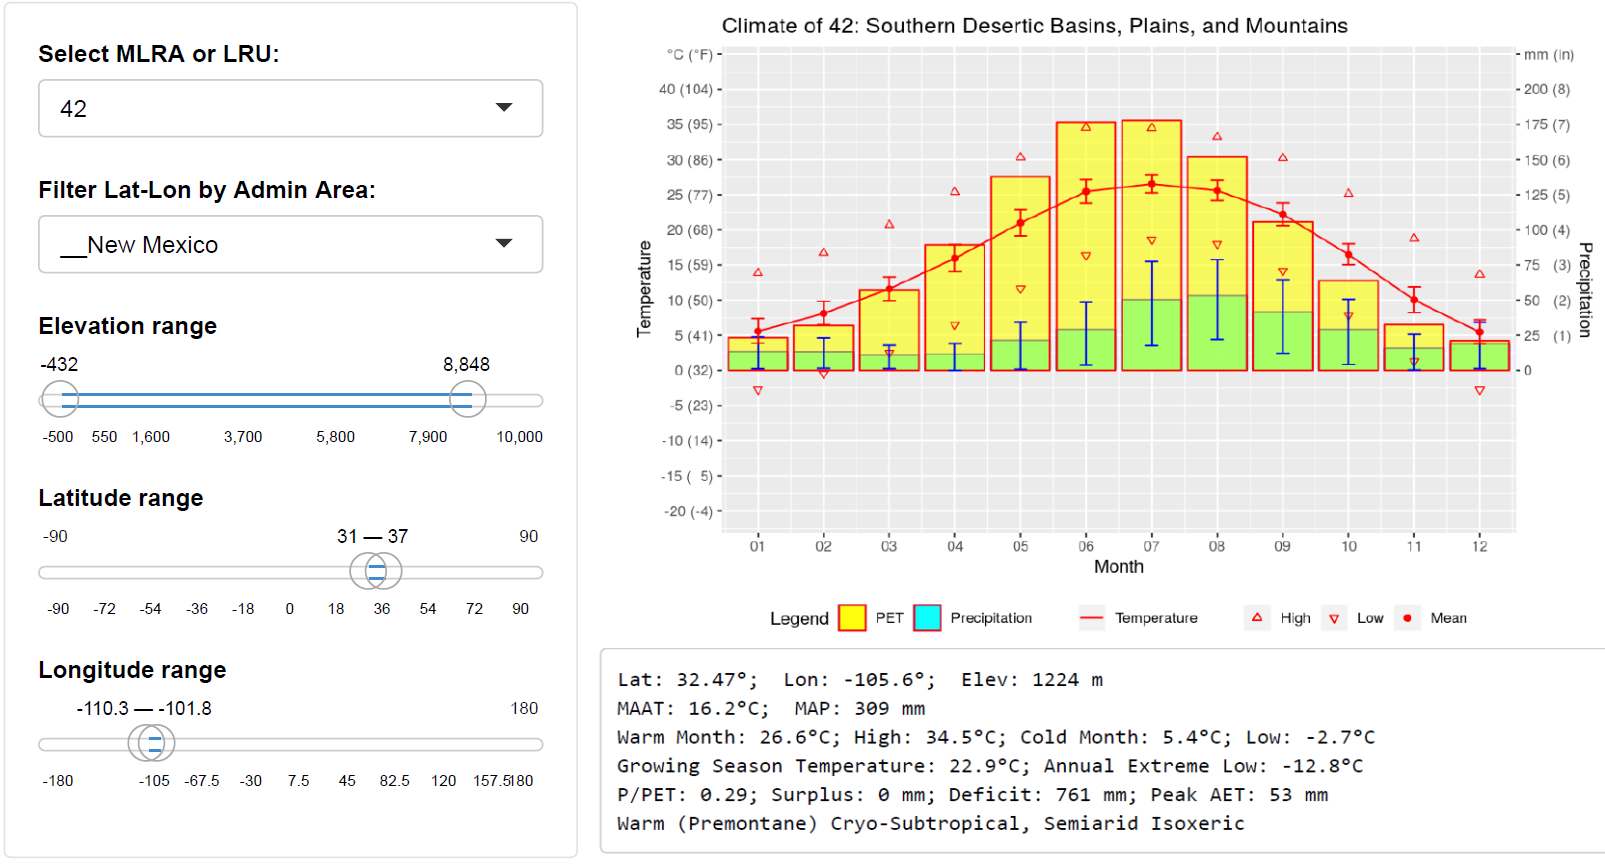 Select MLRA or LRU:
42
Filter Lat-Lon by Admin Area:
__New Mexico
Elevation range
-432 8,848
-500 550 1,600 3,700 5,800 7,900 10,000
Latitude range
-90 31 — 37 90
-90 -72 -54 -36 -18 0 18 36 54 72 90
Longitude range
-110.3 — -101.8 180
-180 -105 -67.5 -30 7.5 45 82.5 120 157.5180
Climate of 42: Southern Desertic Basins, Plains, and Mountains
°C (°F) mm (in)
40 (104) 200 (8)
35 (95) 175 (7)
30 (86) 150 (6)
25 (77) 125 (5)
20 (68) 100 (4)
15 (59) 75 (3)
10 (50) 50 (2)
5 (41) 25 (1)
0 (32) 0
-5 (23)
-10 (14)
-15 ( 5)
-20 (-4)
Temperature
Precipitation
01 02 03 04 05 06 07 08 09 10 11 12
Month
Legend PET Precipitation Temperature High Low Mean
Lat: 32.47°; Lon: -105.6°; Elev: 1224 m
MAAT: 16.2°C; MAP: 309 mm
Warm Month: 26.6°C; High: 34.5°C; Cold Month: 5.4°C; Low: -2.7°C
Growing Season Temperature: 22.9°C; Annual Extreme Low: -12.8°C
P/PET: 0.29; Surplus: 0 mm; Deficit: 761 mm; Peak AET: 53 mm
Warm (Premontane) Cryo-Subtropical, Semiarid Isoxeric